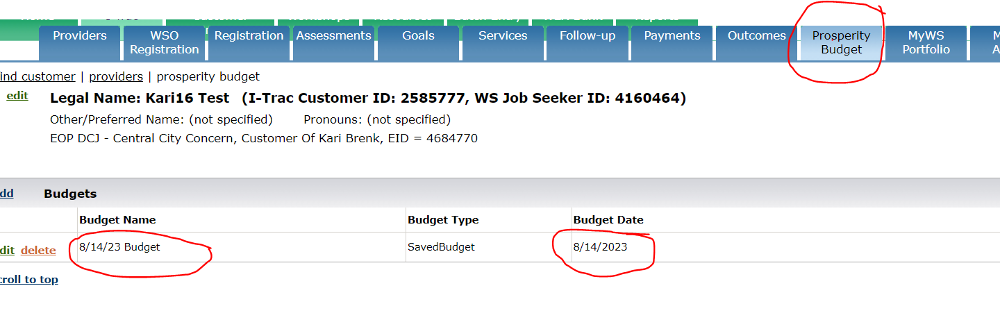 Providers
WSO Registration
Registration
Assessments
Goals
Services
Follow-up
Payments
Outcomes
Prosperity Budget
MyWS Portfolio
ind customer | providers | prosperity budget
edit
Legal Name: Kari16 Test (I-Trac Customer ID: 2585777, WS Job Seeker ID: 4160464)
Other/Preferred Name: (not specified) Pronouns: (not specified)
EOP DCJ - Central City Concern, Customer Of Kari Brenk, EID = 4684770
dd Budgets
Budget Name Budget Type Budget Date
dit delete 8/14/23 Budget SavedBudget 8/14/2023
croll to top